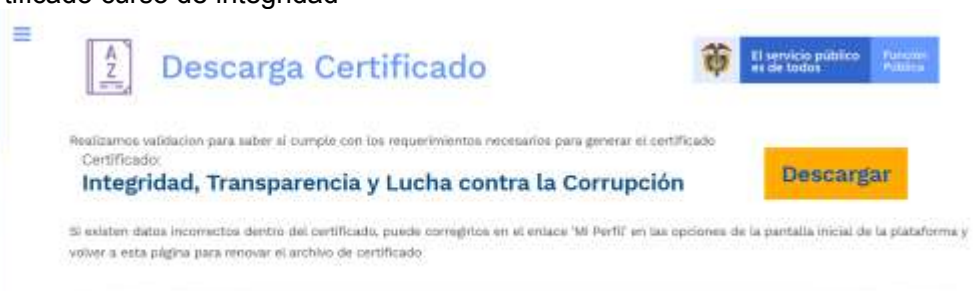 tificado curso de integridad
A
Z
Descarga Certificado
El servicio público
es de todos
Función
Pública
Realizamos validacion para saber si cumple con los requerimientos necesarios para generar el certificado
Certificado:
Integridad, Transparencia y Lucha contra la Corrupción
Descargar
Si existen datos incorrectos dentro del certificado, puede corregirlos en el enlace 'Mi Perfil' en las opciones de la pantalla inicial de la plataforma y
volver a esta página para renovar el archivo de certificado